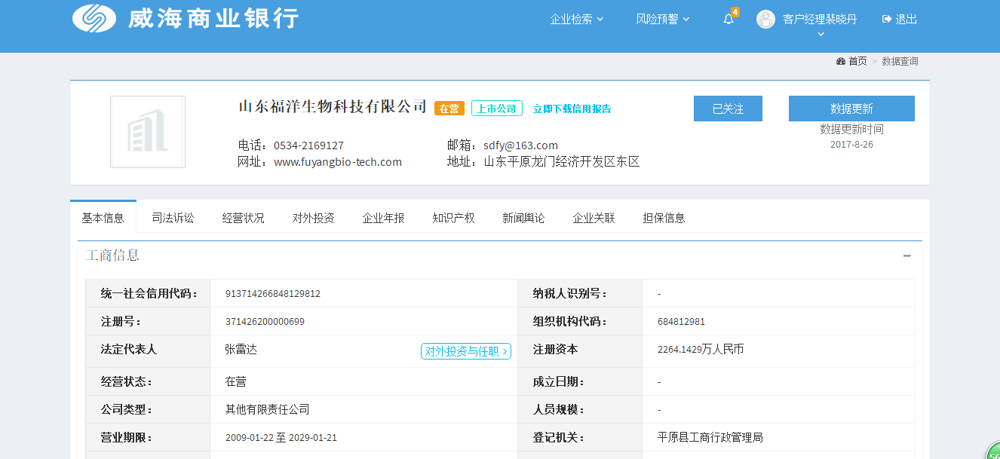 威海商业银行
企业检索
风险预警
4
客户经理裴晓丹
退出
首页 > 数据查询
山东福洋生物科技有限公司 在营 上市公司 立即下载信用报告
已关注
数据更新
电话：0534-2169127 邮箱：sdfy@163.com
数据更新时间
2017-8-26
网址：www.fuyangbio-tech.com 地址：山东平原龙门经济开发区东区
基本信息 司法诉讼 经营状况 对外投资 企业年报 知识产权 新闻舆论 企业关联 担保信息
工商信息
统一社会信用代码： 913714266848129812 纳税人识别号： -
注册号： 371426200000699 组织机构代码： 684812981
法定代表人 张雷达 对外投资与任职 > 注册资本 2264.1429万人民币
经营状态： 在营 成立日期： -
公司类型： 其他有限责任公司 人员规模： -
营业期限： 2009-01-22 至 2029-01-21 登记机关： 平原县工商行政管理局